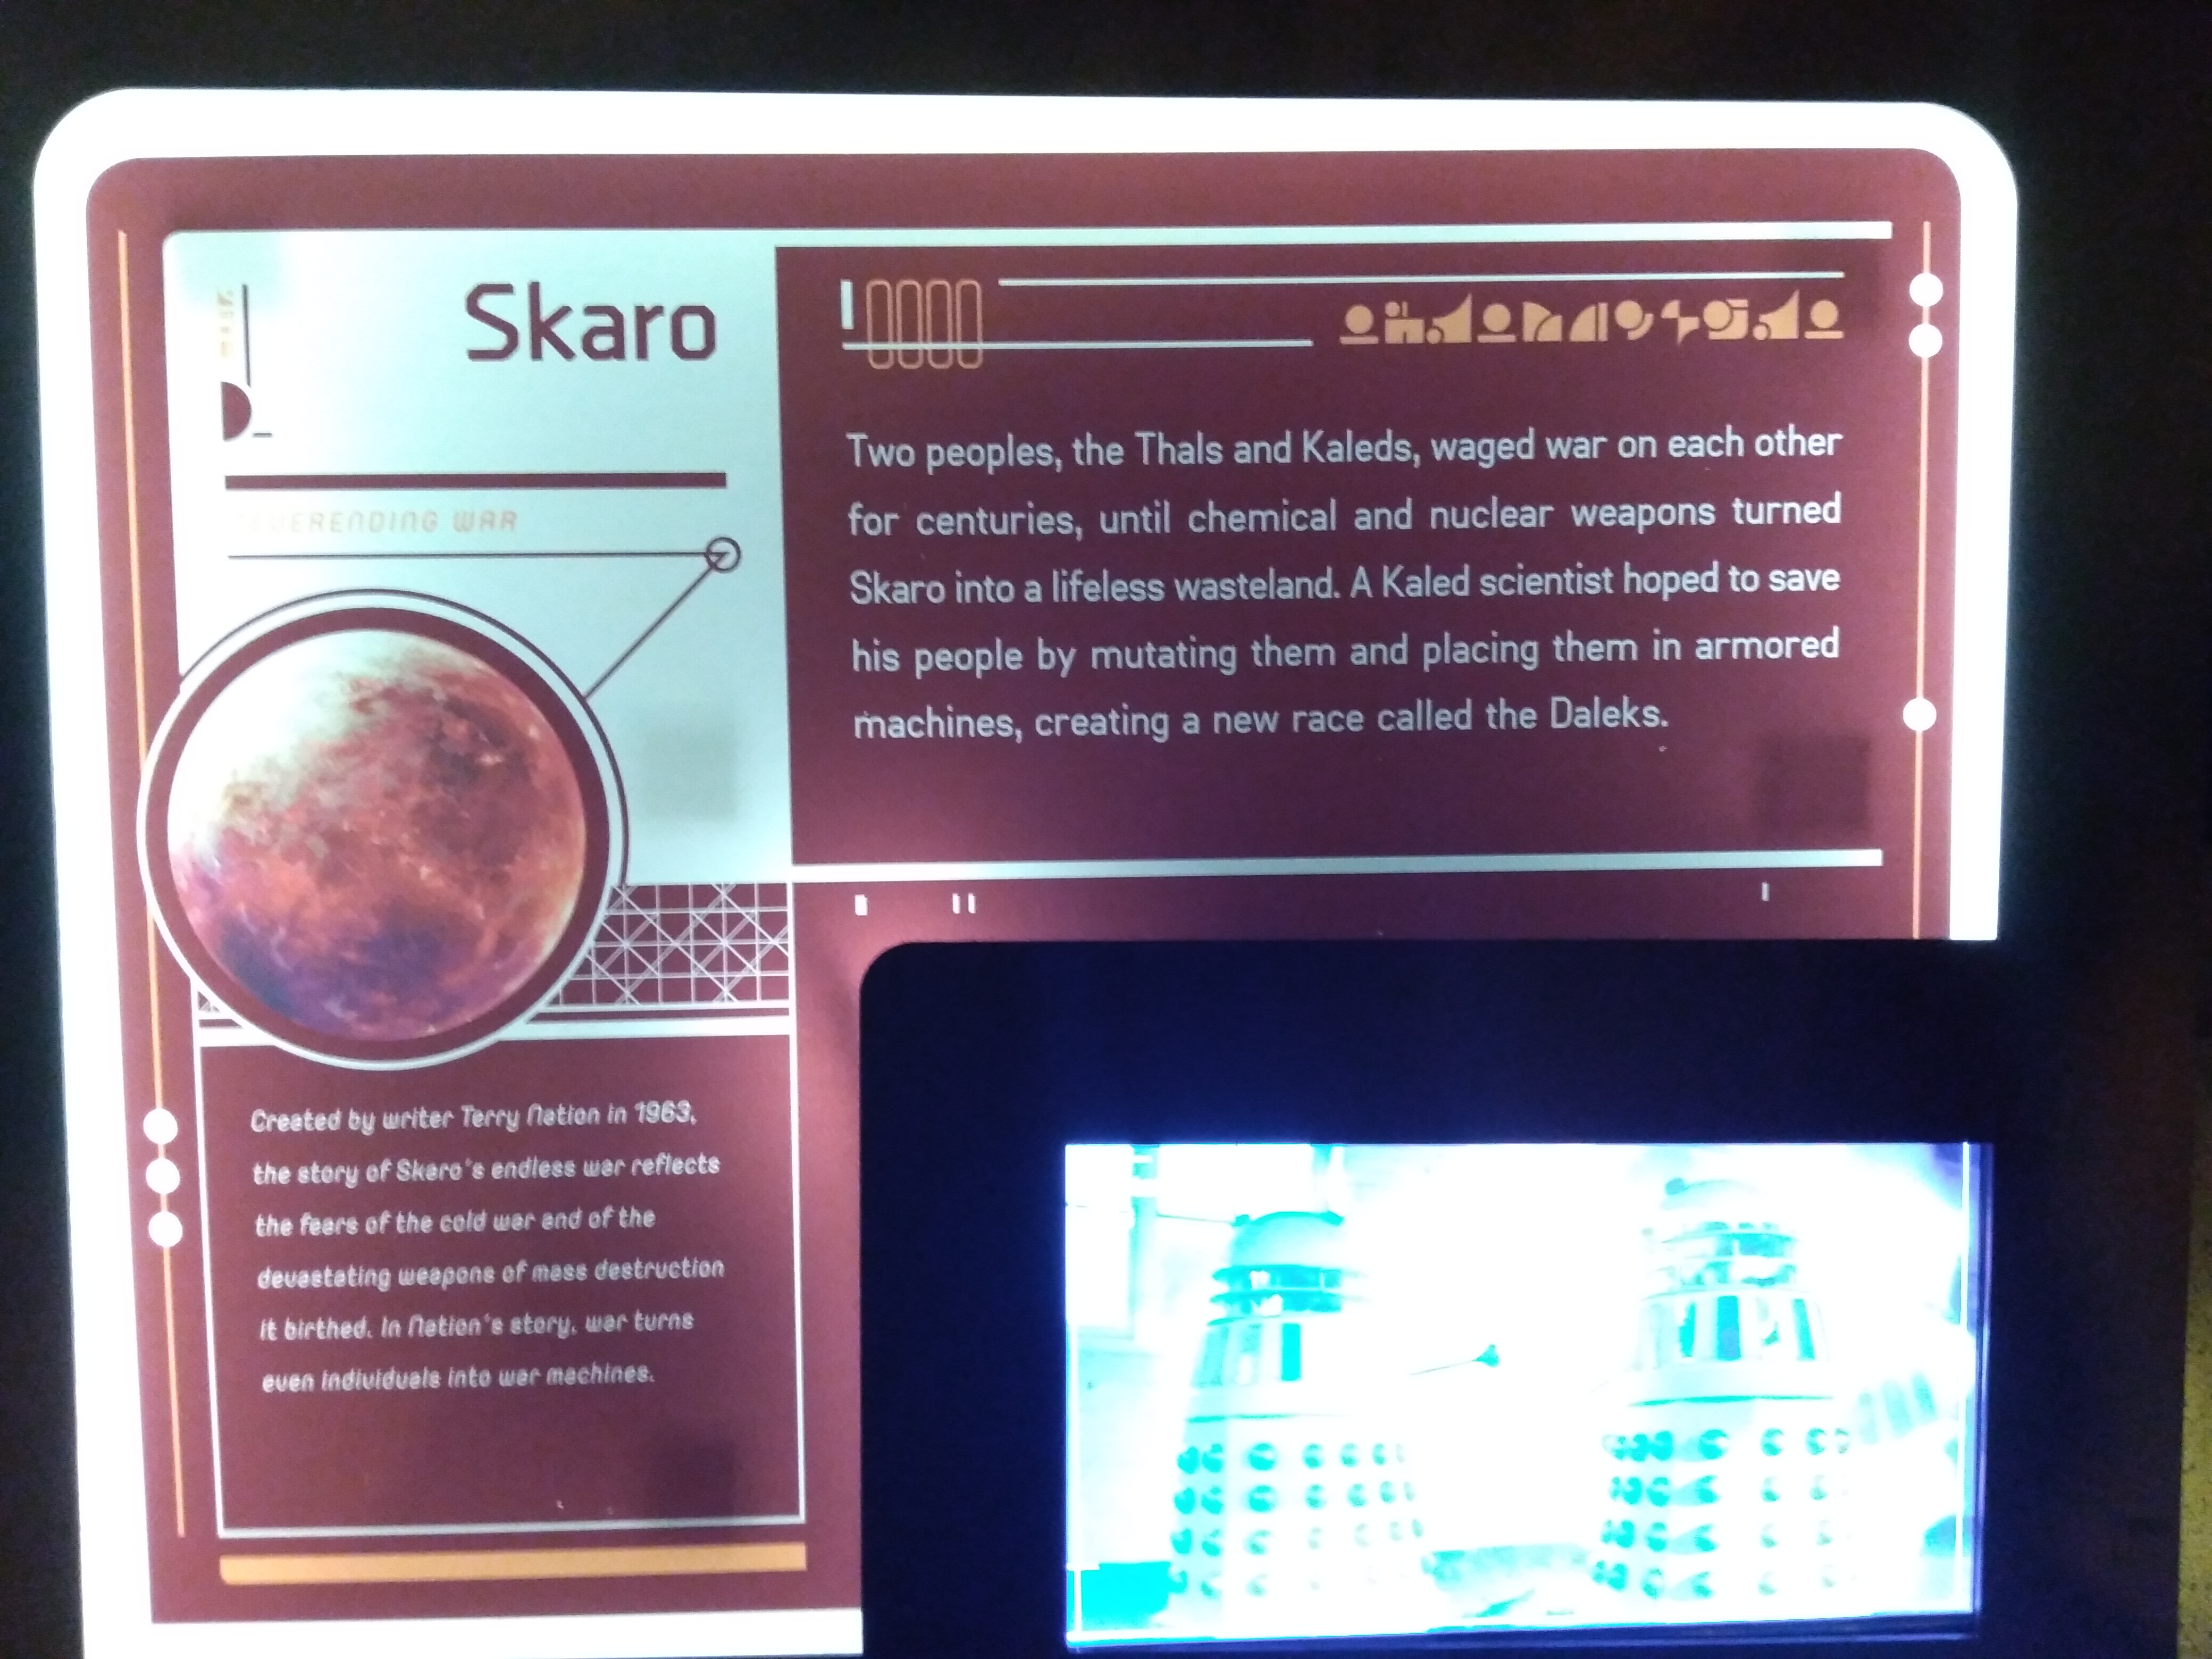 Skaro
NEVERENDING WAR
Two peoples, the Thals and Kaleds, waged war on each other
for centuries, until chemical and nuclear weapons turned
Skaro into a lifeless wasteland. A Kaled scientist hoped to save
his people by mutating them and placing them in armored
machines, creating a new race called the Daleks.
Created by writer Terry Nation in 1963,
the story of Skaro's endless war reflects
the fears of the cold war and of the
devastating weapons of mass destruction
it birthed. In Nation's story, war turns
even individuals into war machines.